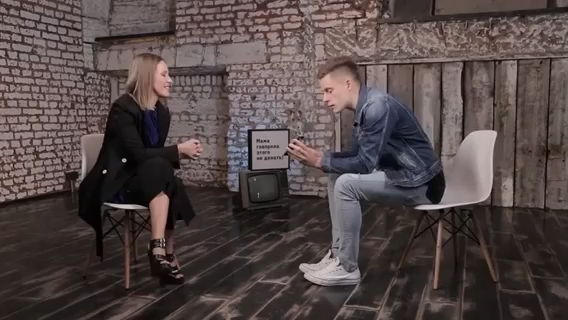 Мама
говорила
этого
не делать!